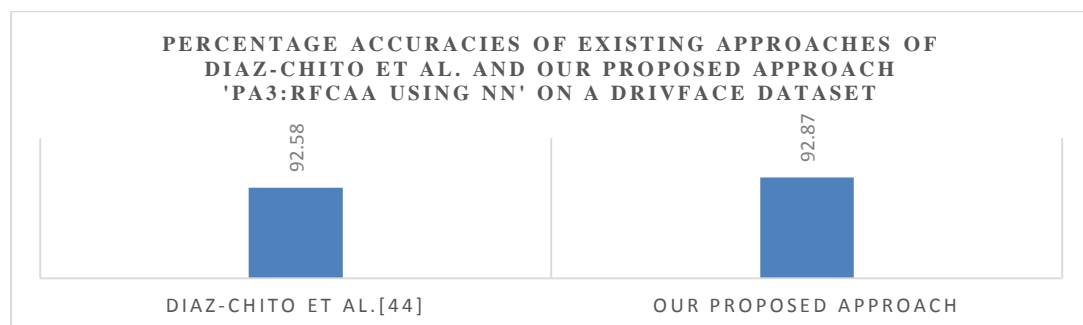 PERCENTAGE ACCURACIES OF EXISTING APPROACHES OF
DIAZ-CHITO ET AL. AND OUR PROPOSED APPROACH
'PA3:RFCAA USING NN' ON A DRIVFACE DATASET
92.58
92.87
DIAZ-CHITO ET AL.[44]
OUR PROPOSED APPROACH